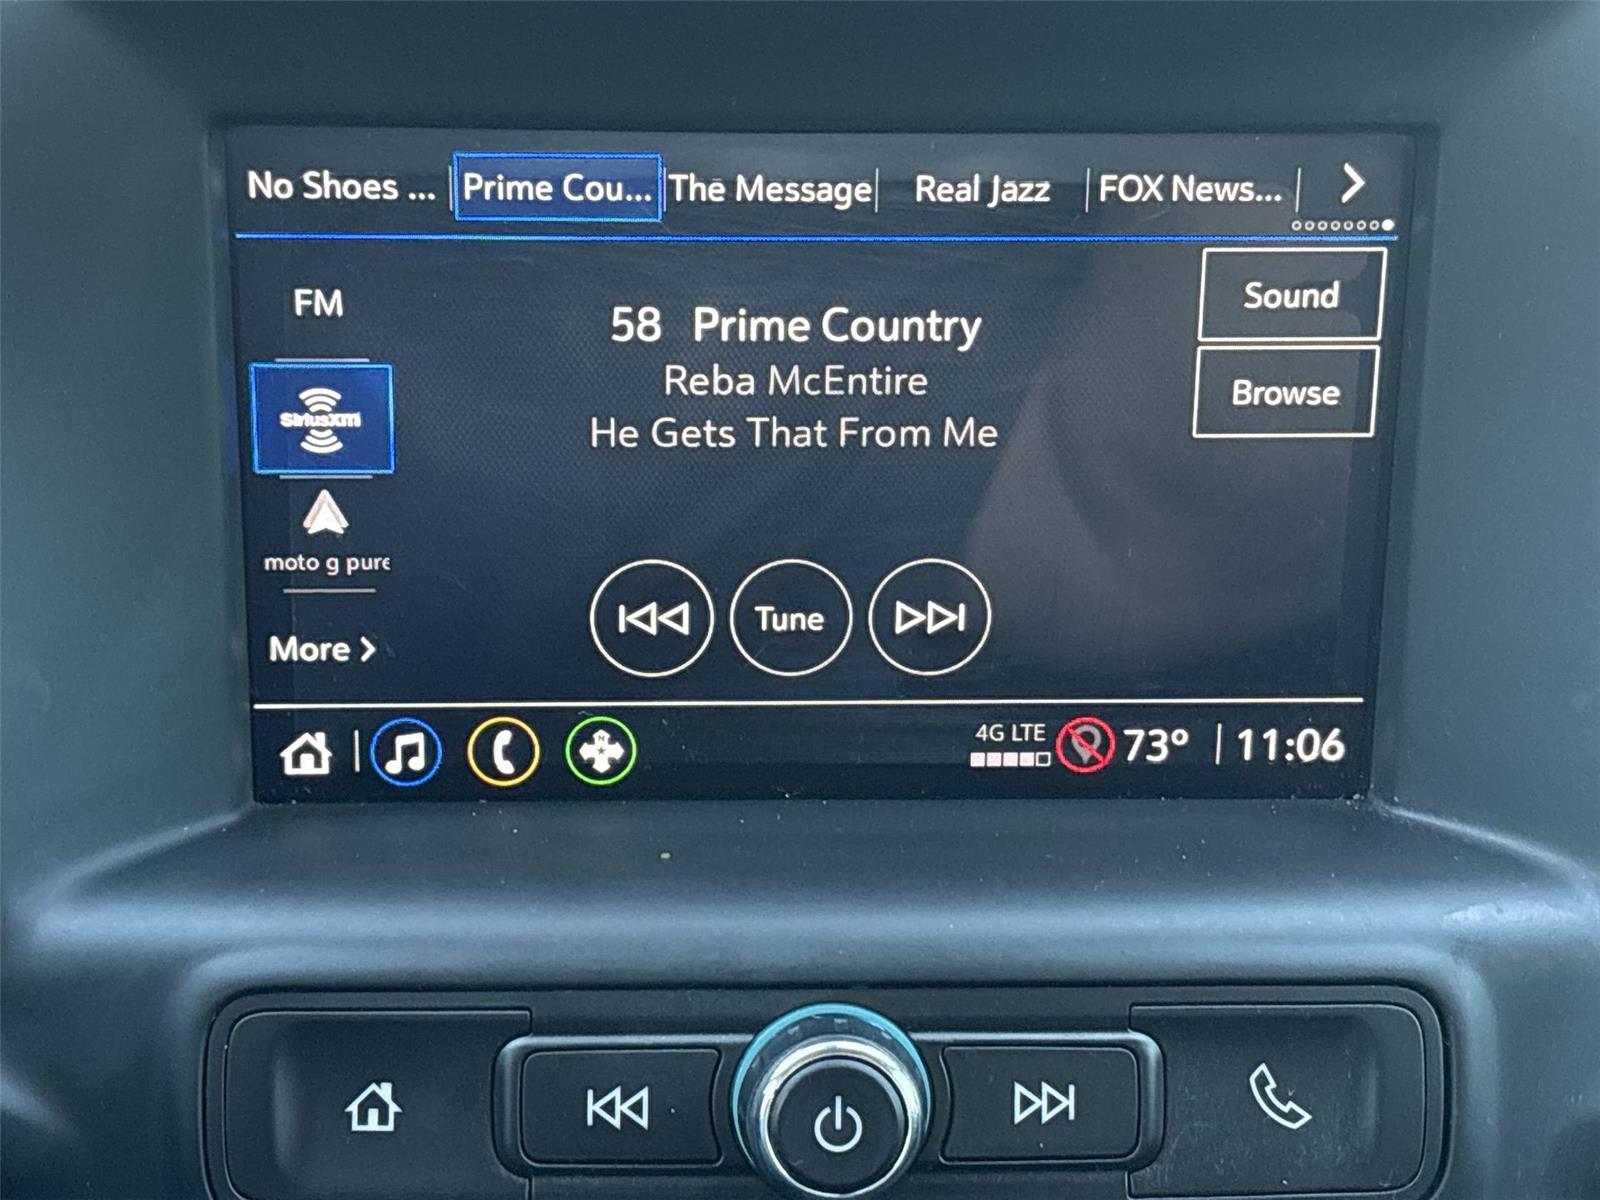 No Shoes ... Prime Cou... The Message Real Jazz FOX News...
FM
Sound
58 Prime Country
SiriusXM
Reba McEntire
Browse
He Gets That From Me
moto g pure
Tune
More
4G LTE
73° 11:06